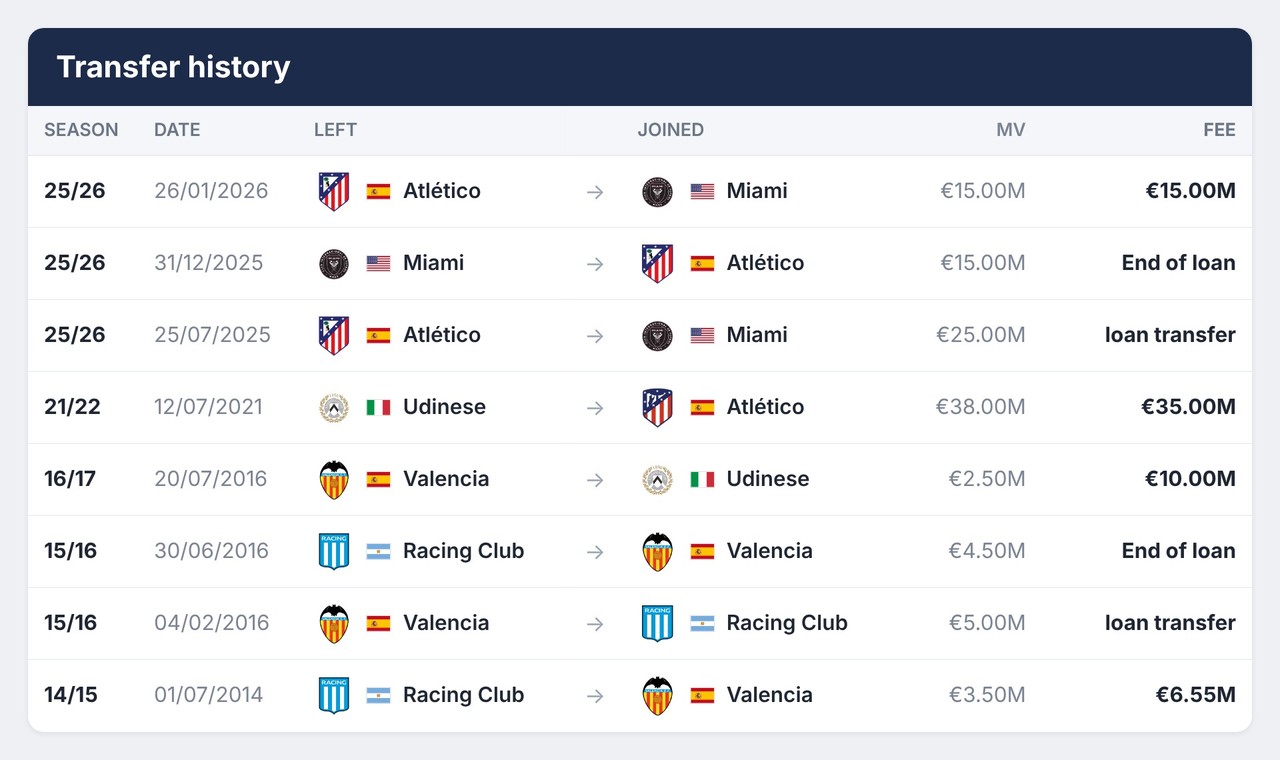 Transfer history
SEASON DATE LEFT JOINED MV FEE
25/26 26/01/2026 Atlético → Miami €15.00M €15.00M
25/26 31/12/2025 Miami → Atlético €15.00M End of loan
25/26 25/07/2025 Atlético → Miami €25.00M loan transfer
21/22 12/07/2021 Udinese → Atlético €38.00M €35.00M
16/17 20/07/2016 Valencia → Udinese €2.50M €10.00M
15/16 30/06/2016 RACING Racing Club → Valencia €4.50M End of loan
15/16 04/02/2016 Valencia → RACING Racing Club €5.00M loan transfer
14/15 01/07/2014 RACING Racing Club → Valencia €3.50M €6.55M